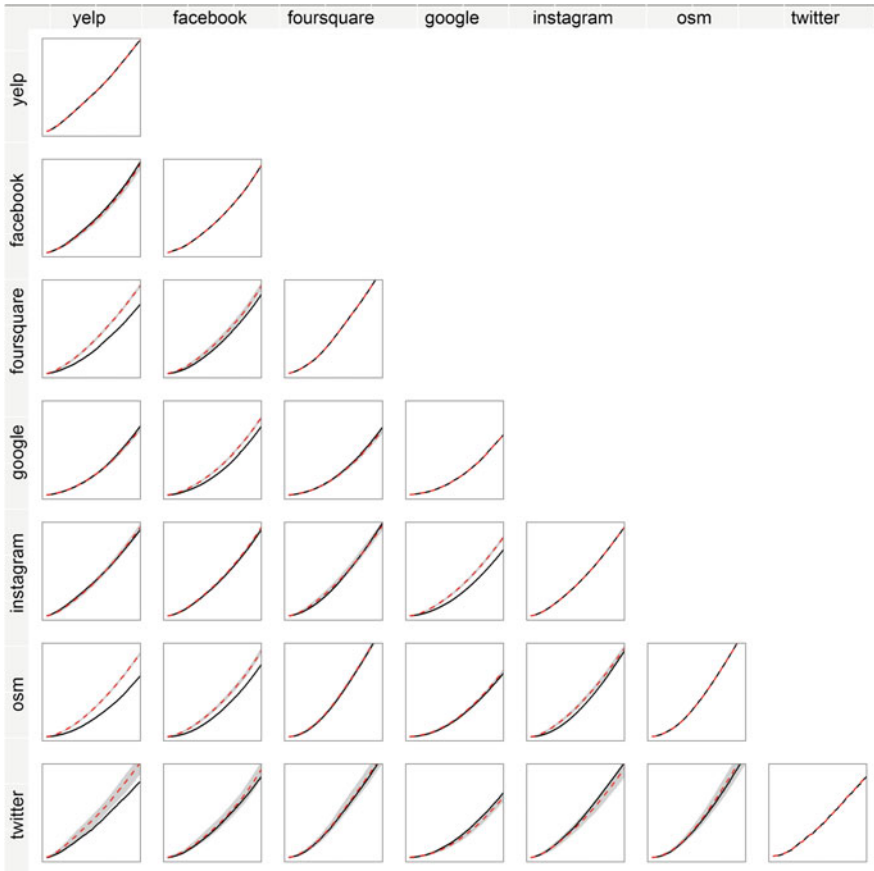 yelp facebook foursquare google instagram osm twitter
yelp
facebook
foursquare
google
instagram
osm
twitter